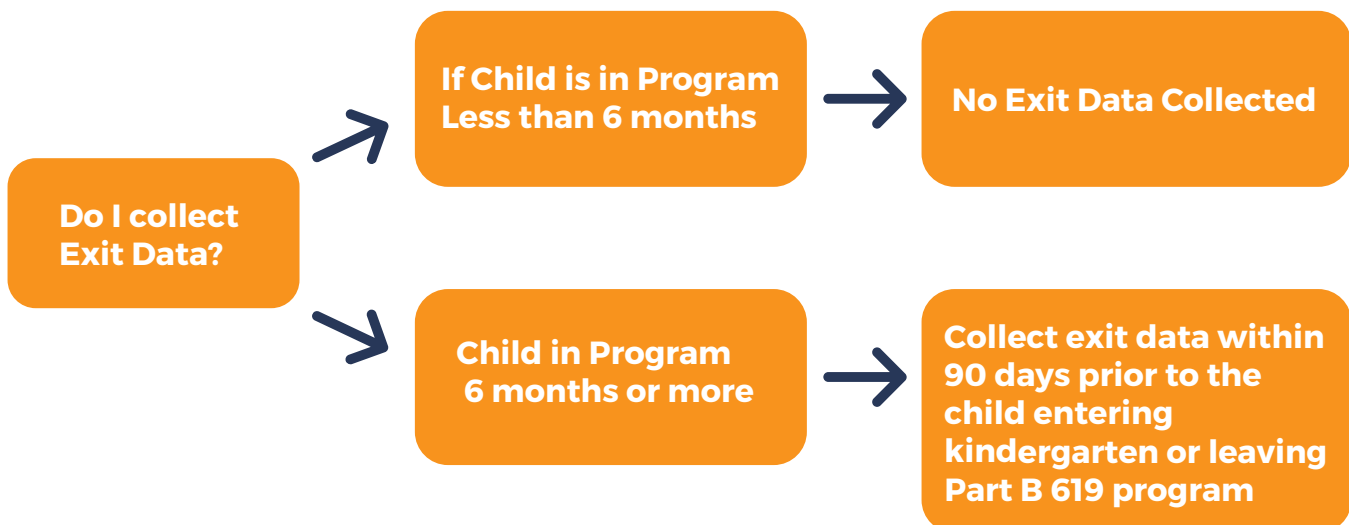 Do I collect
Exit Data?
If Child is in Program
Less than 6 months
No Exit Data Collected
Child in Program
6 months or more
Collect exit data within
90 days prior to the
child entering
kindergarten or leaving
Part B 619 program